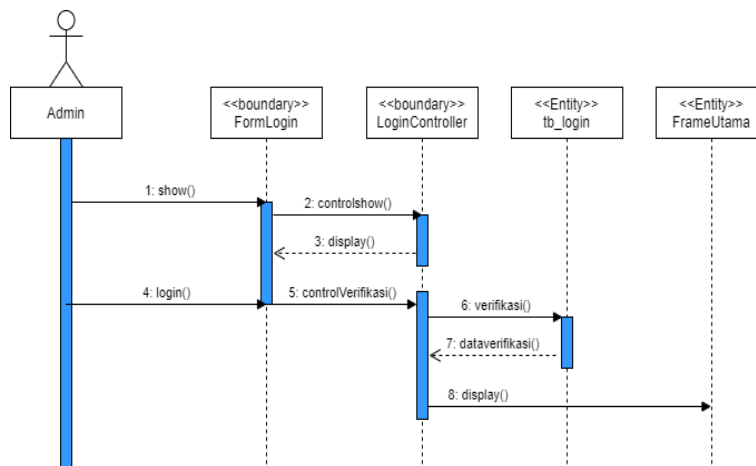 Admin
<<boundary>>
FormLogin
<<boundary>>
LoginController
<<Entity>>
tb_login
<<Entity>>
FrameUtama
1: show()
2: controlshow()
3: display()
4: login()
5: controlVerifikasi()
6: verifikasi()
7: dataverifikasi()
8: display()